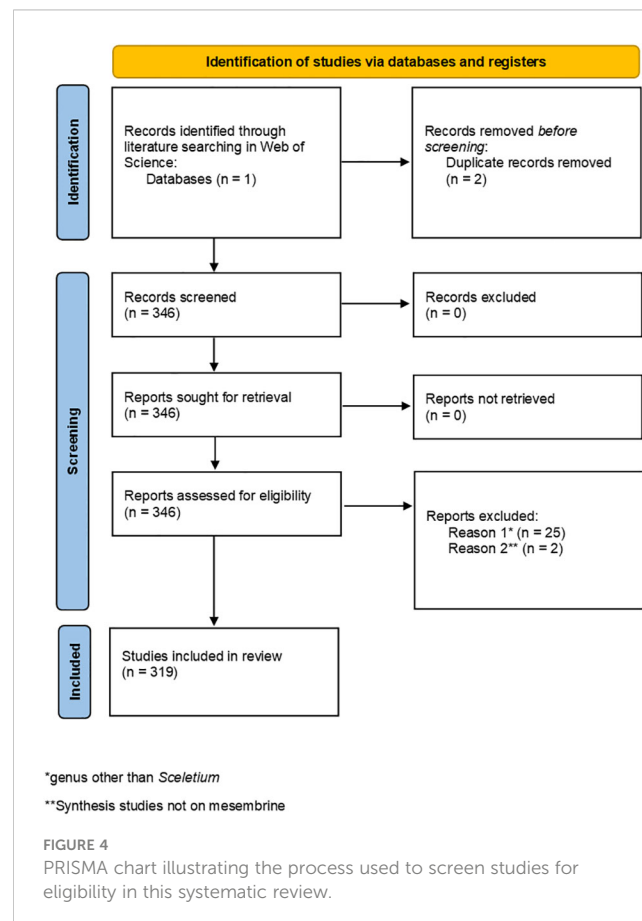 Identification of studies via databases and registers
Identification
Records identified through
literature searching in Web of
Science:
Databases (n = 1)
Records removed before
screening:
Duplicate records removed
(n = 2)
Screening
Records screened
(n = 346)
Records excluded
(n = 0)
Reports sought for retrieval
(n = 346)
Reports not retrieved
(n = 0)
Reports assessed for eligibility
(n = 346)
Reports excluded:
Reason 1* (n = 25)
Reason 2** (n = 2)
Included
Studies included in review
(n = 319)
*genus other than Sceletium
**Synthesis studies not on mesembrine
FIGURE 4
PRISMA chart illustrating the process used to screen studies for
eligibility in this systematic review.